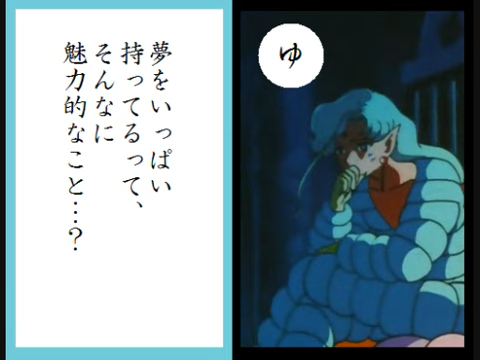 夢をいっぱい
持ってるって、
そんなに
魅力的なこと…？
ゆ